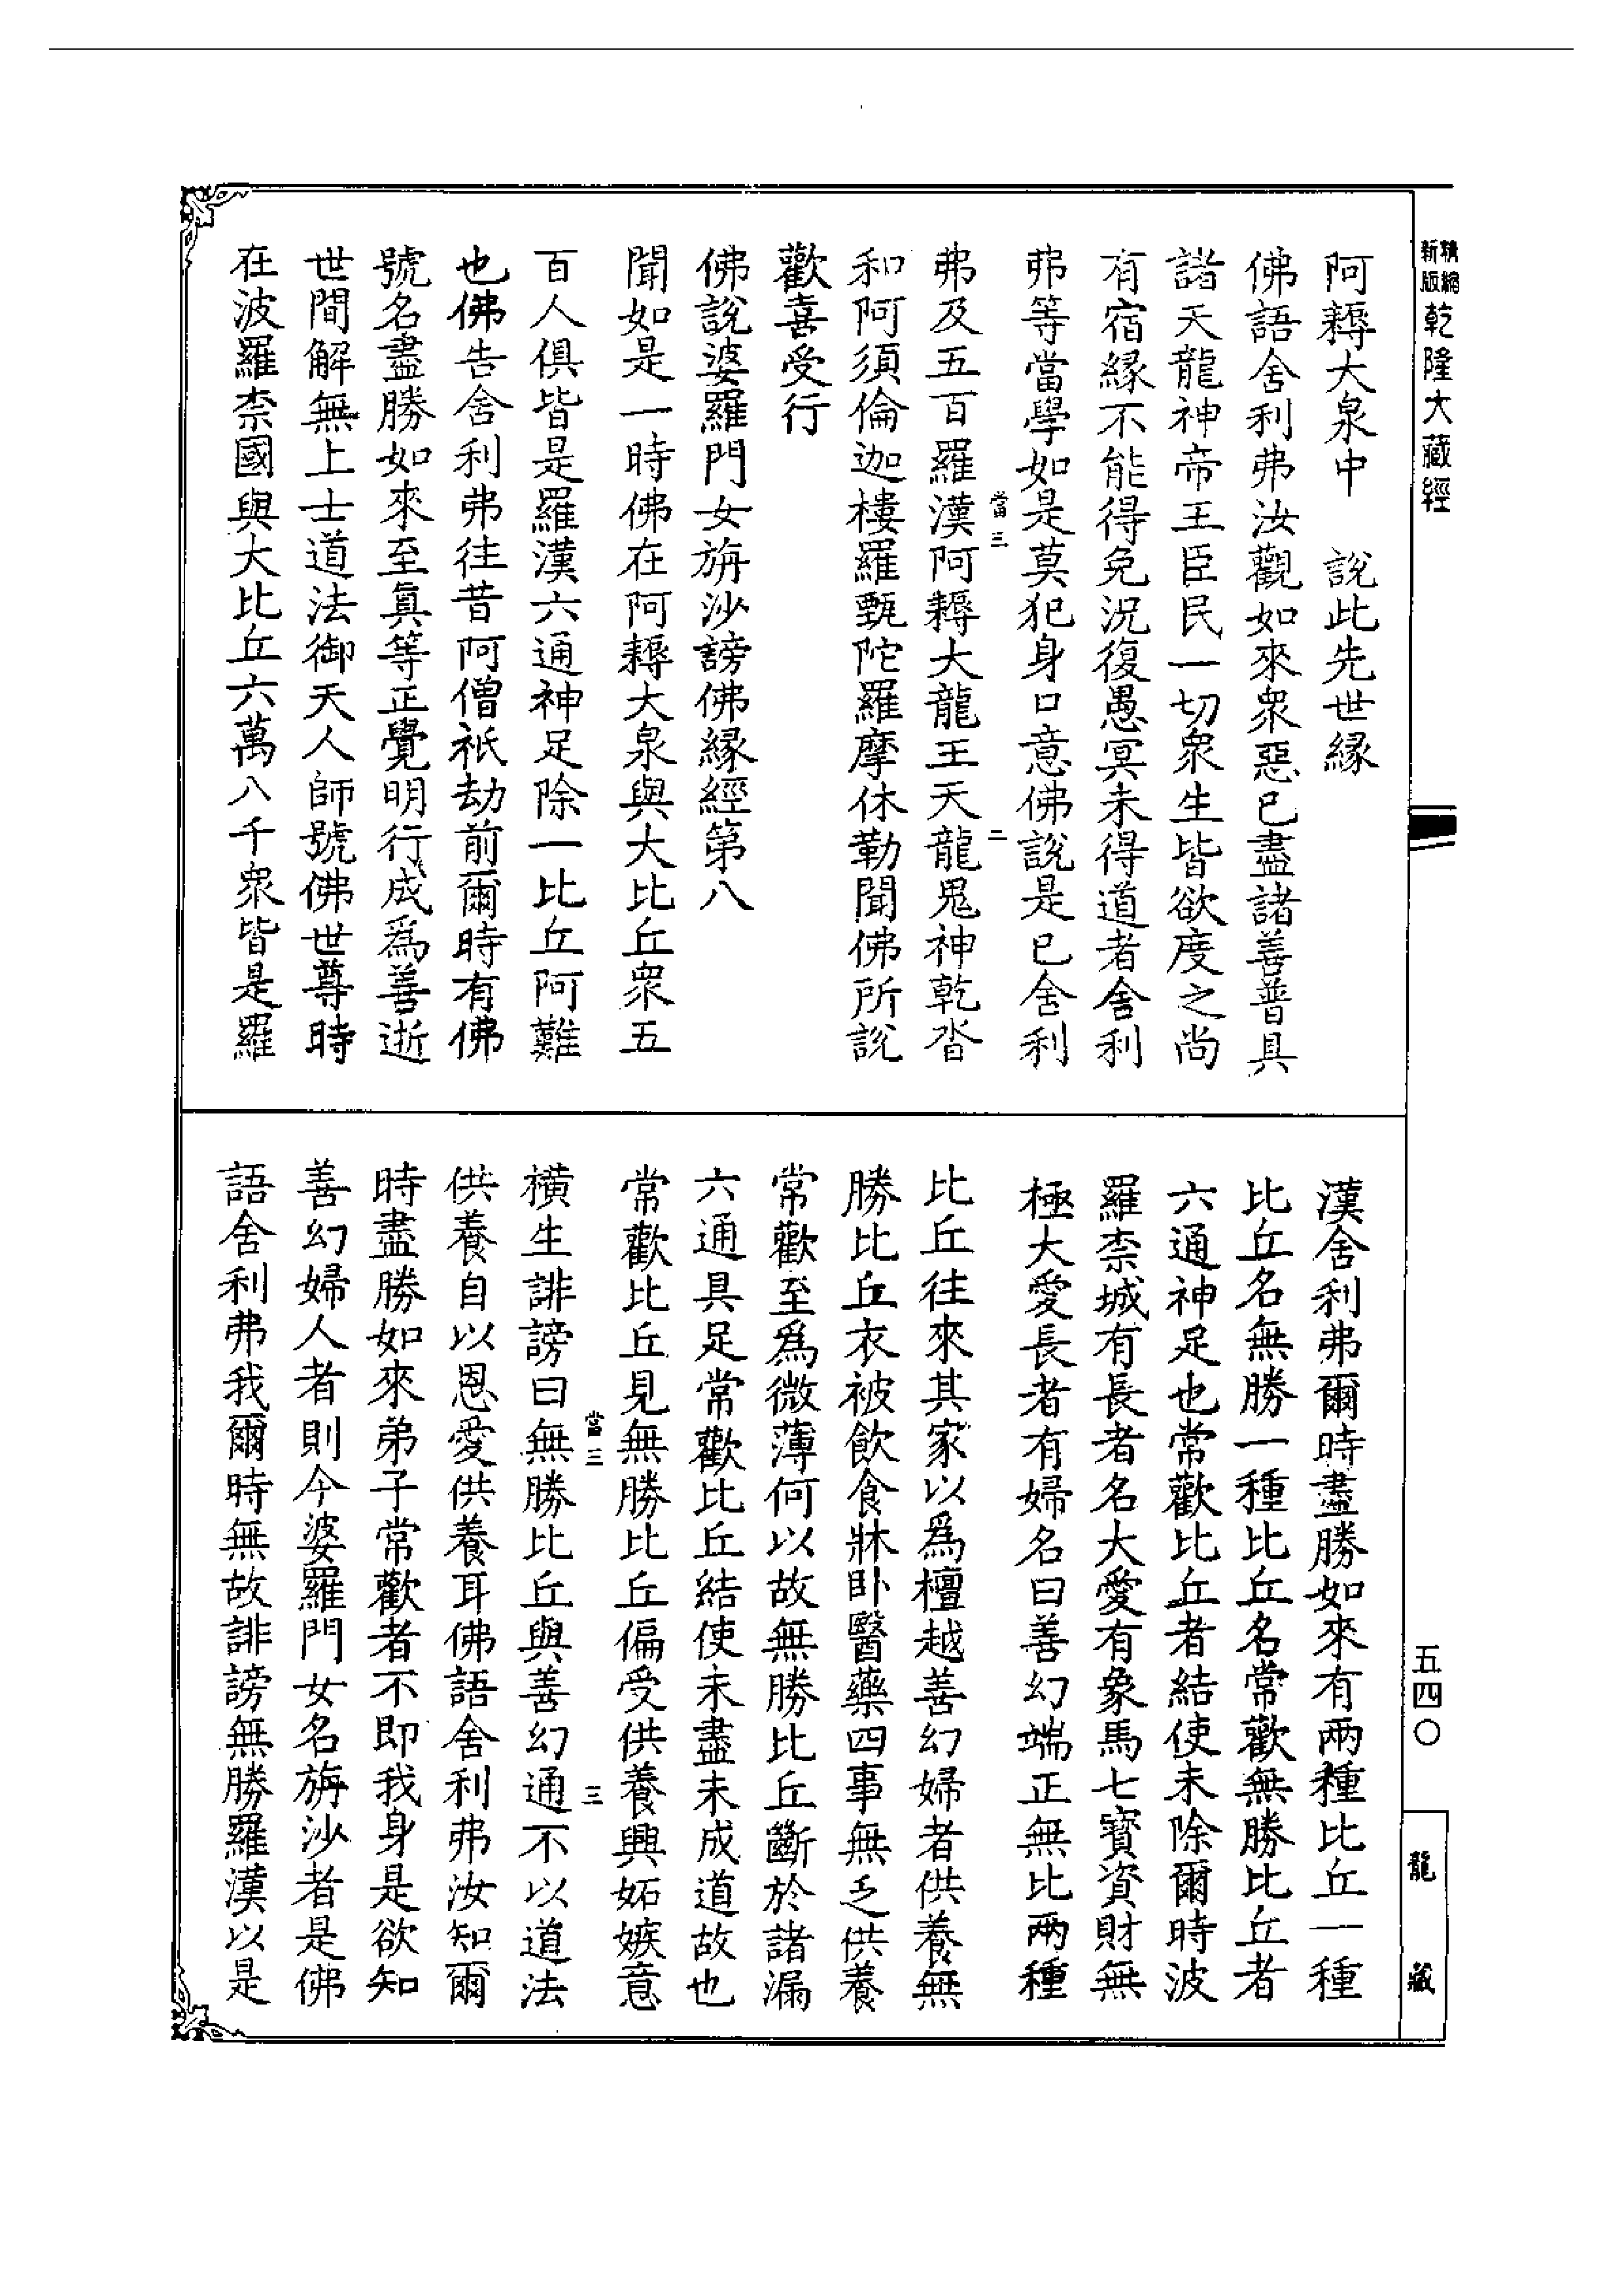 精縮新版乾隆大藏經
阿耨大泉中　說此先世緣
佛語舍利弗汝觀如來衆惡已盡諸善普具
諸天龍神帝王臣民一切衆生皆欲度之尚
有宿緣不能得免況復愚冥未得道者舍利
弗等當學如是莫犯身口意佛說是已舍利
當三　二
弗及五百羅漢阿耨大龍王天龍鬼神乾沓
和阿須倫迦樓羅甄陀羅摩休勒聞佛所說
歡喜受行
佛說婆羅門女旃沙謗佛緣經第八
聞如是一時佛在阿耨大泉與大比丘衆五
百人俱皆是羅漢六通神足除一比丘阿難
也佛告舍利弗往昔阿僧祇劫前爾時有佛
號名盡勝如來至真等正覺明行成爲善逝
世間解無上士道法御天人師號佛世尊時
在波羅柰國與大比丘六萬八千衆皆是羅
漢舍利弗爾時盡勝如來有兩種比丘一種
比丘名無勝一種比丘名常歡無勝比丘者
六通神足也常歡比丘者結使未除爾時波
羅柰城有長者名大愛有象馬七寶資財無
極大愛長者有婦名曰善幻端正無比兩種
比丘往來其家以爲檀越善幻婦者供養無
勝比丘衣被飲食牀卧醫藥四事無乏供養
常歡至爲微薄何以故無勝比丘斷於諸漏
六通具足常歡比丘結使未盡未成道故也
常歡比丘見無勝比丘偏受供養興妬嫉意
當三　三
橫生誹謗曰無勝比丘與善幻通不以道法
供養自以恩愛供養耳佛語舍利弗汝知爾
時盡勝如來弟子常歡者不即我身是欲知
善幻婦人者則今婆羅門女名旃沙者是佛
語舍利弗我爾時無故誹謗無勝羅漢以是
五四〇
龍藏